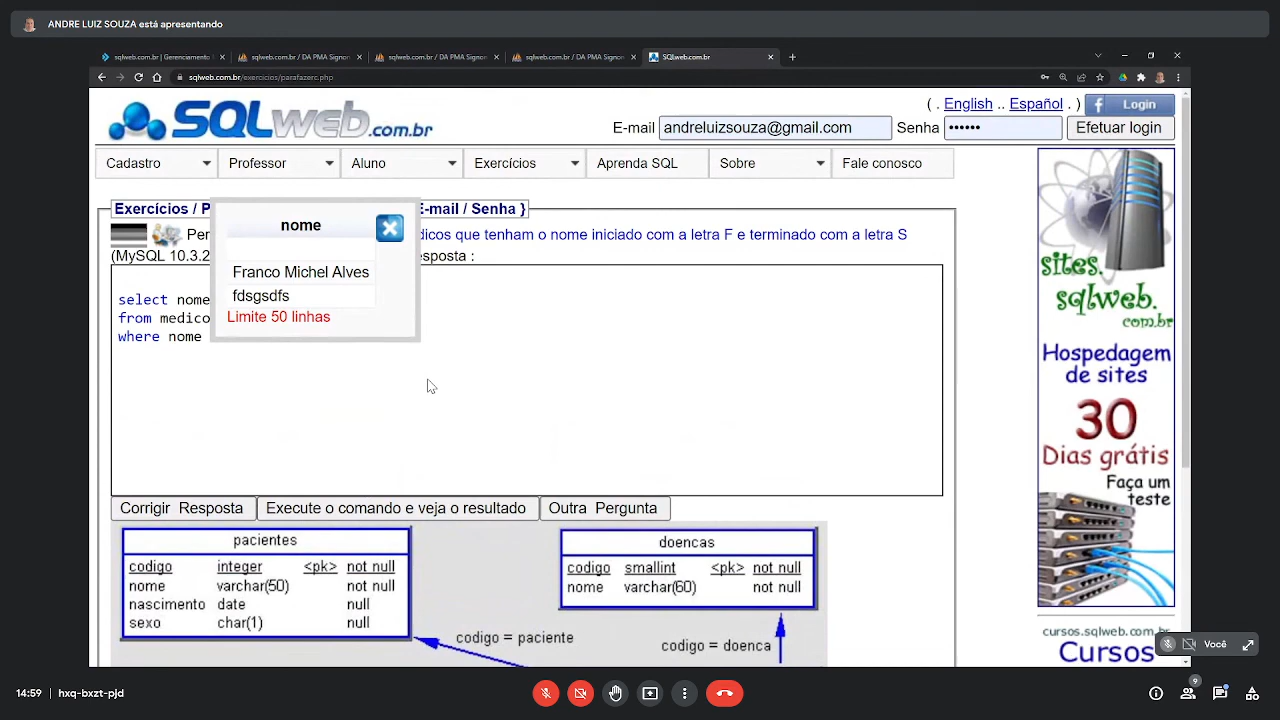 ANDRE LUIZ SOUZA está apresentando
sqlweb.com.br | Gerenciamento
sqlweb.com.br / DA PMA Signon
sqlweb.com.br / DA PMA Signon
sqlweb.com.br / DA PMA Signon
SQLweb.com.br
sqlweb.com.br/exercicios/parafazerc.php
SQLweb.com.br
( . English .. Español . )
f Login
E-mail andreluizsouza@gmail.com Senha •••••• Efetuar login
Cadastro
Professor
Aluno
Exercícios
Aprenda SQL
Sobre
Fale conosco
Exercícios / P
E-mail / Senha }
nome
Per
dicos que tenham o nome iniciado com a letra F e terminado com a letra S
(MySQL 10.3.2
esposta :
Franco Michel Alves
fdsgsdfs
Limite 50 linhas
select nome
from medico
where nome
Corrigir Resposta
Execute o comando e veja o resultado
Outra Pergunta
pacientes
codigo integer <pk> not null
nome varchar(50) not null
nascimento date null
sexo char(1) null
doencas
codigo smallint <pk> not null
nome varchar(60) not null
codigo = paciente
codigo = doenca
sites.
sqlweb.
com.br
Hospedagem
de sites
30
Dias grátis
Faça um
teste
cursos.sqlweb.com.br
Cursos
Você
14:59 hxq-bxzt-pjd
9